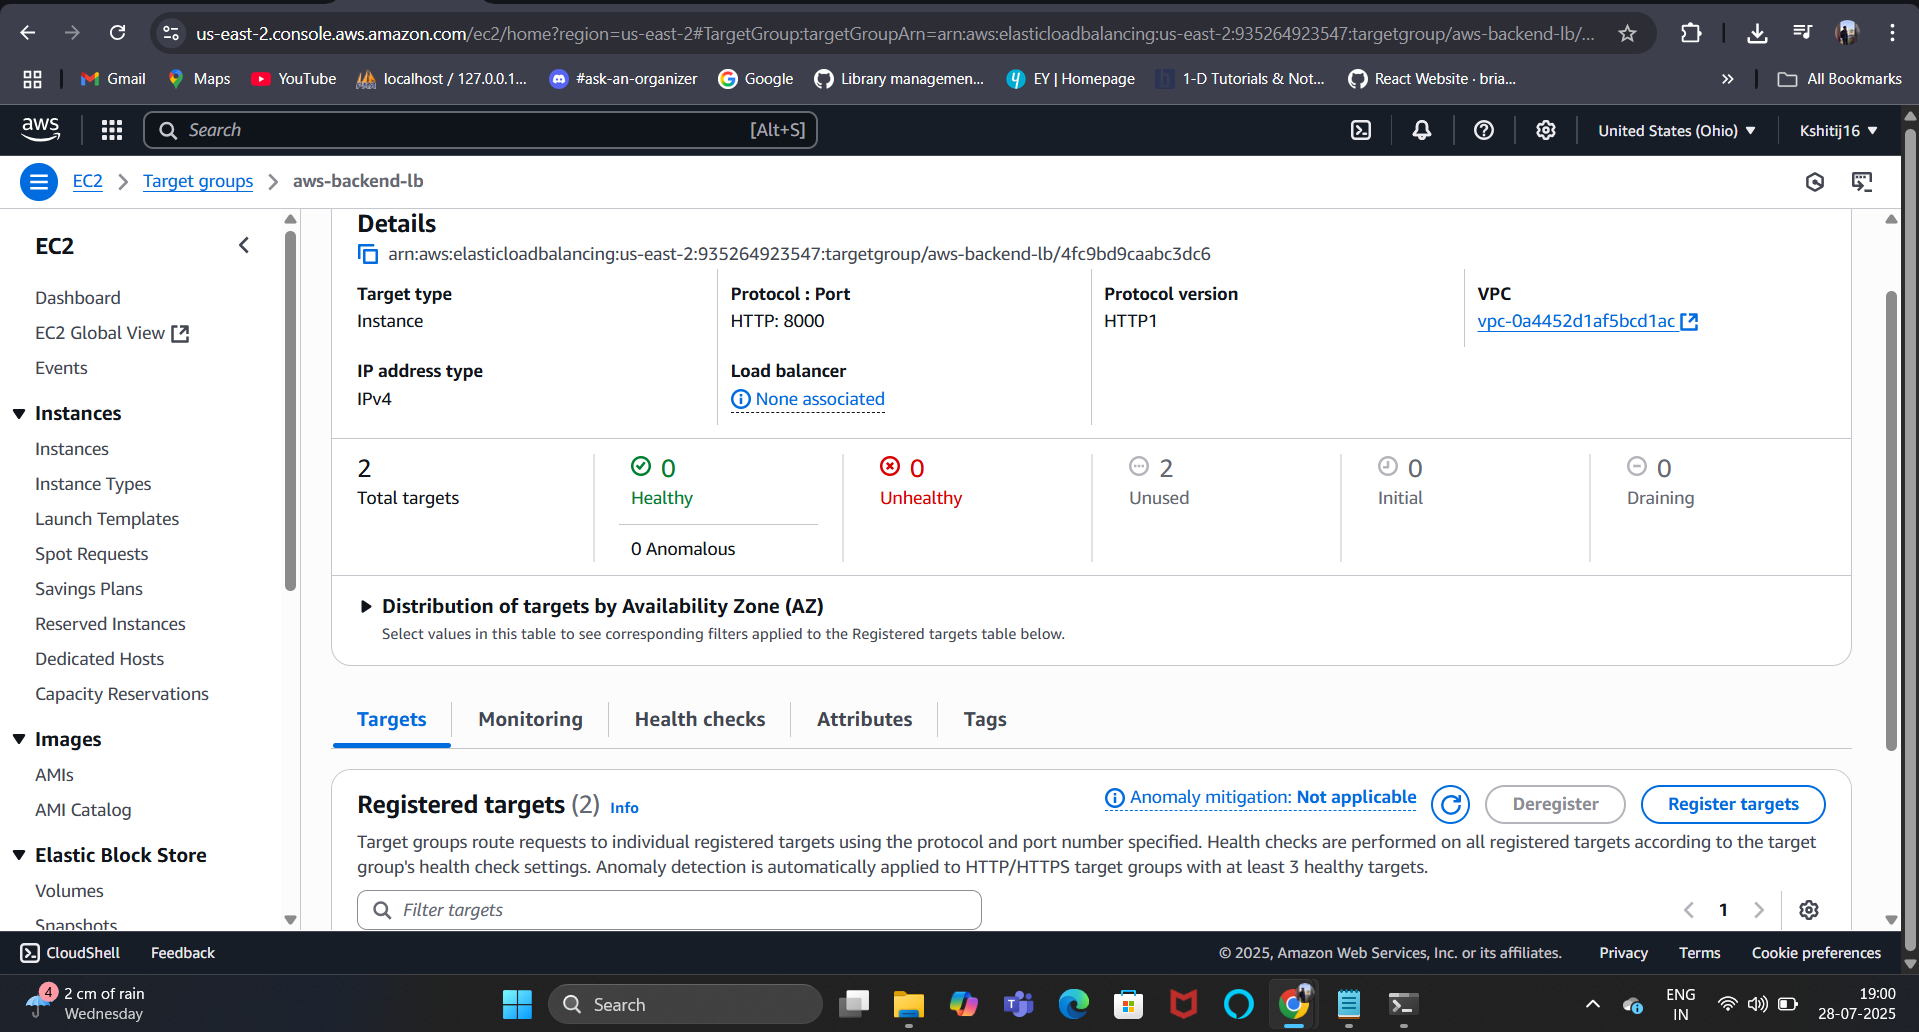 us-east-2.console.aws.amazon.com/ec2/home?region=us-east-2#TargetGroup:targetGroupArn=arn:aws:elasticloadbalancing:us-east-2:935264923547:targetgroup/aws-backend-lb/...
Gmail Maps YouTube localhost / 127.0.0.1... #ask-an-organizer Google Library managemen... EY | Homepage 1-D Tutorials & Not... React Website · bria... » All Bookmarks
aws Search [Alt+S] United States (Ohio) Kshitij16
EC2 Target groups aws-backend-lb
EC2
Dashboard
EC2 Global View
Events
Instances
Instances
Instance Types
Launch Templates
Spot Requests
Savings Plans
Reserved Instances
Dedicated Hosts
Capacity Reservations
Images
AMIs
AMI Catalog
Elastic Block Store
Volumes
Snapshots
Details
arn:aws:elasticloadbalancing:us-east-2:935264923547:targetgroup/aws-backend-lb/4fc9bd9caabc3dc6
Target type Protocol : Port Protocol version VPC
Instance HTTP: 8000 HTTP1 vpc-0a4452d1af5bcd1ac
IP address type Load balancer
IPv4 None associated
2 0 0 2 0 0
Total targets Healthy Unhealthy Unused Initial Draining
0 Anomalous
Distribution of targets by Availability Zone (AZ)
Select values in this table to see corresponding filters applied to the Registered targets table below.
Targets Monitoring Health checks Attributes Tags
Registered targets (2) Info Anomaly mitigation: Not applicable Deregister Register targets
Target groups route requests to individual registered targets using the protocol and port number specified. Health checks are performed on all registered targets according to the target
group's health check settings. Anomaly detection is automatically applied to HTTP/HTTPS target groups with at least 3 healthy targets.
Filter targets 1
CloudShell Feedback © 2025, Amazon Web Services, Inc. or its affiliates. Privacy Terms Cookie preferences
4 2 cm of rain
Wednesday
Search
ENG
IN
19:00
28-07-2025